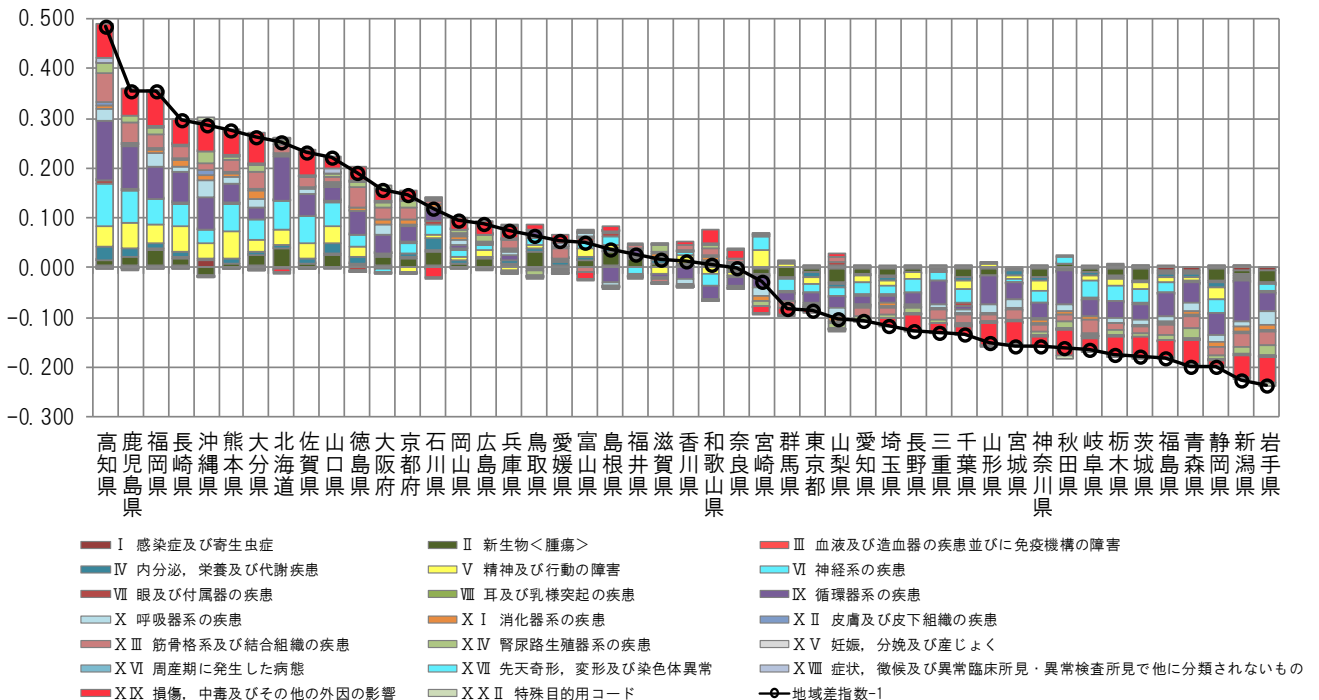 0.500
0.400
0.300
0.200
0.100
0.000
-0.100
-0.200
-0.300
高知県
鹿児島県
福岡県
長崎県
沖縄県
熊本県
大分県
北海道
佐賀県
山口県
徳島県
大阪府
京都府
石川県
岡山県
広島県
兵庫県
鳥取県
愛媛県
富山県
島根県
福井県
滋賀県
香川県
和歌山県
奈良県
宮崎県
群馬県
東京都
山梨県
愛知県
埼玉県
長野県
三重県
千葉県
山形県
宮城県
神奈川県
秋田県
岐阜県
栃木県
茨城県
福島県
青森県
静岡県
新潟県
岩手県
Ⅰ 感染症及び寄生虫症
Ⅱ 新生物＜腫瘍＞
Ⅲ 血液及び造血器の疾患並びに免疫機構の障害
Ⅳ 内分泌，栄養及び代謝疾患
Ⅴ 精神及び行動の障害
Ⅵ 神経系の疾患
Ⅶ 眼及び付属器の疾患
Ⅷ 耳及び乳様突起の疾患
Ⅸ 循環器系の疾患
Ⅹ 呼吸器系の疾患
ⅩⅠ 消化器系の疾患
ⅩⅡ 皮膚及び皮下組織の疾患
ⅩⅢ 筋骨格系及び結合組織の疾患
ⅩⅣ 腎尿路生殖器系の疾患
ⅩⅤ 妊娠，分娩及び産じょく
ⅩⅥ 周産期に発生した病態
ⅩⅦ 先天奇形，変形及び染色体異常
ⅩⅧ 症状，徴候及び異常臨床所見・異常検査所見で他に分類されないもの
ⅩⅨ 損傷，中毒及びその他の外因の影響
ⅩⅩⅡ 特殊目的用コード
地域差指数-1